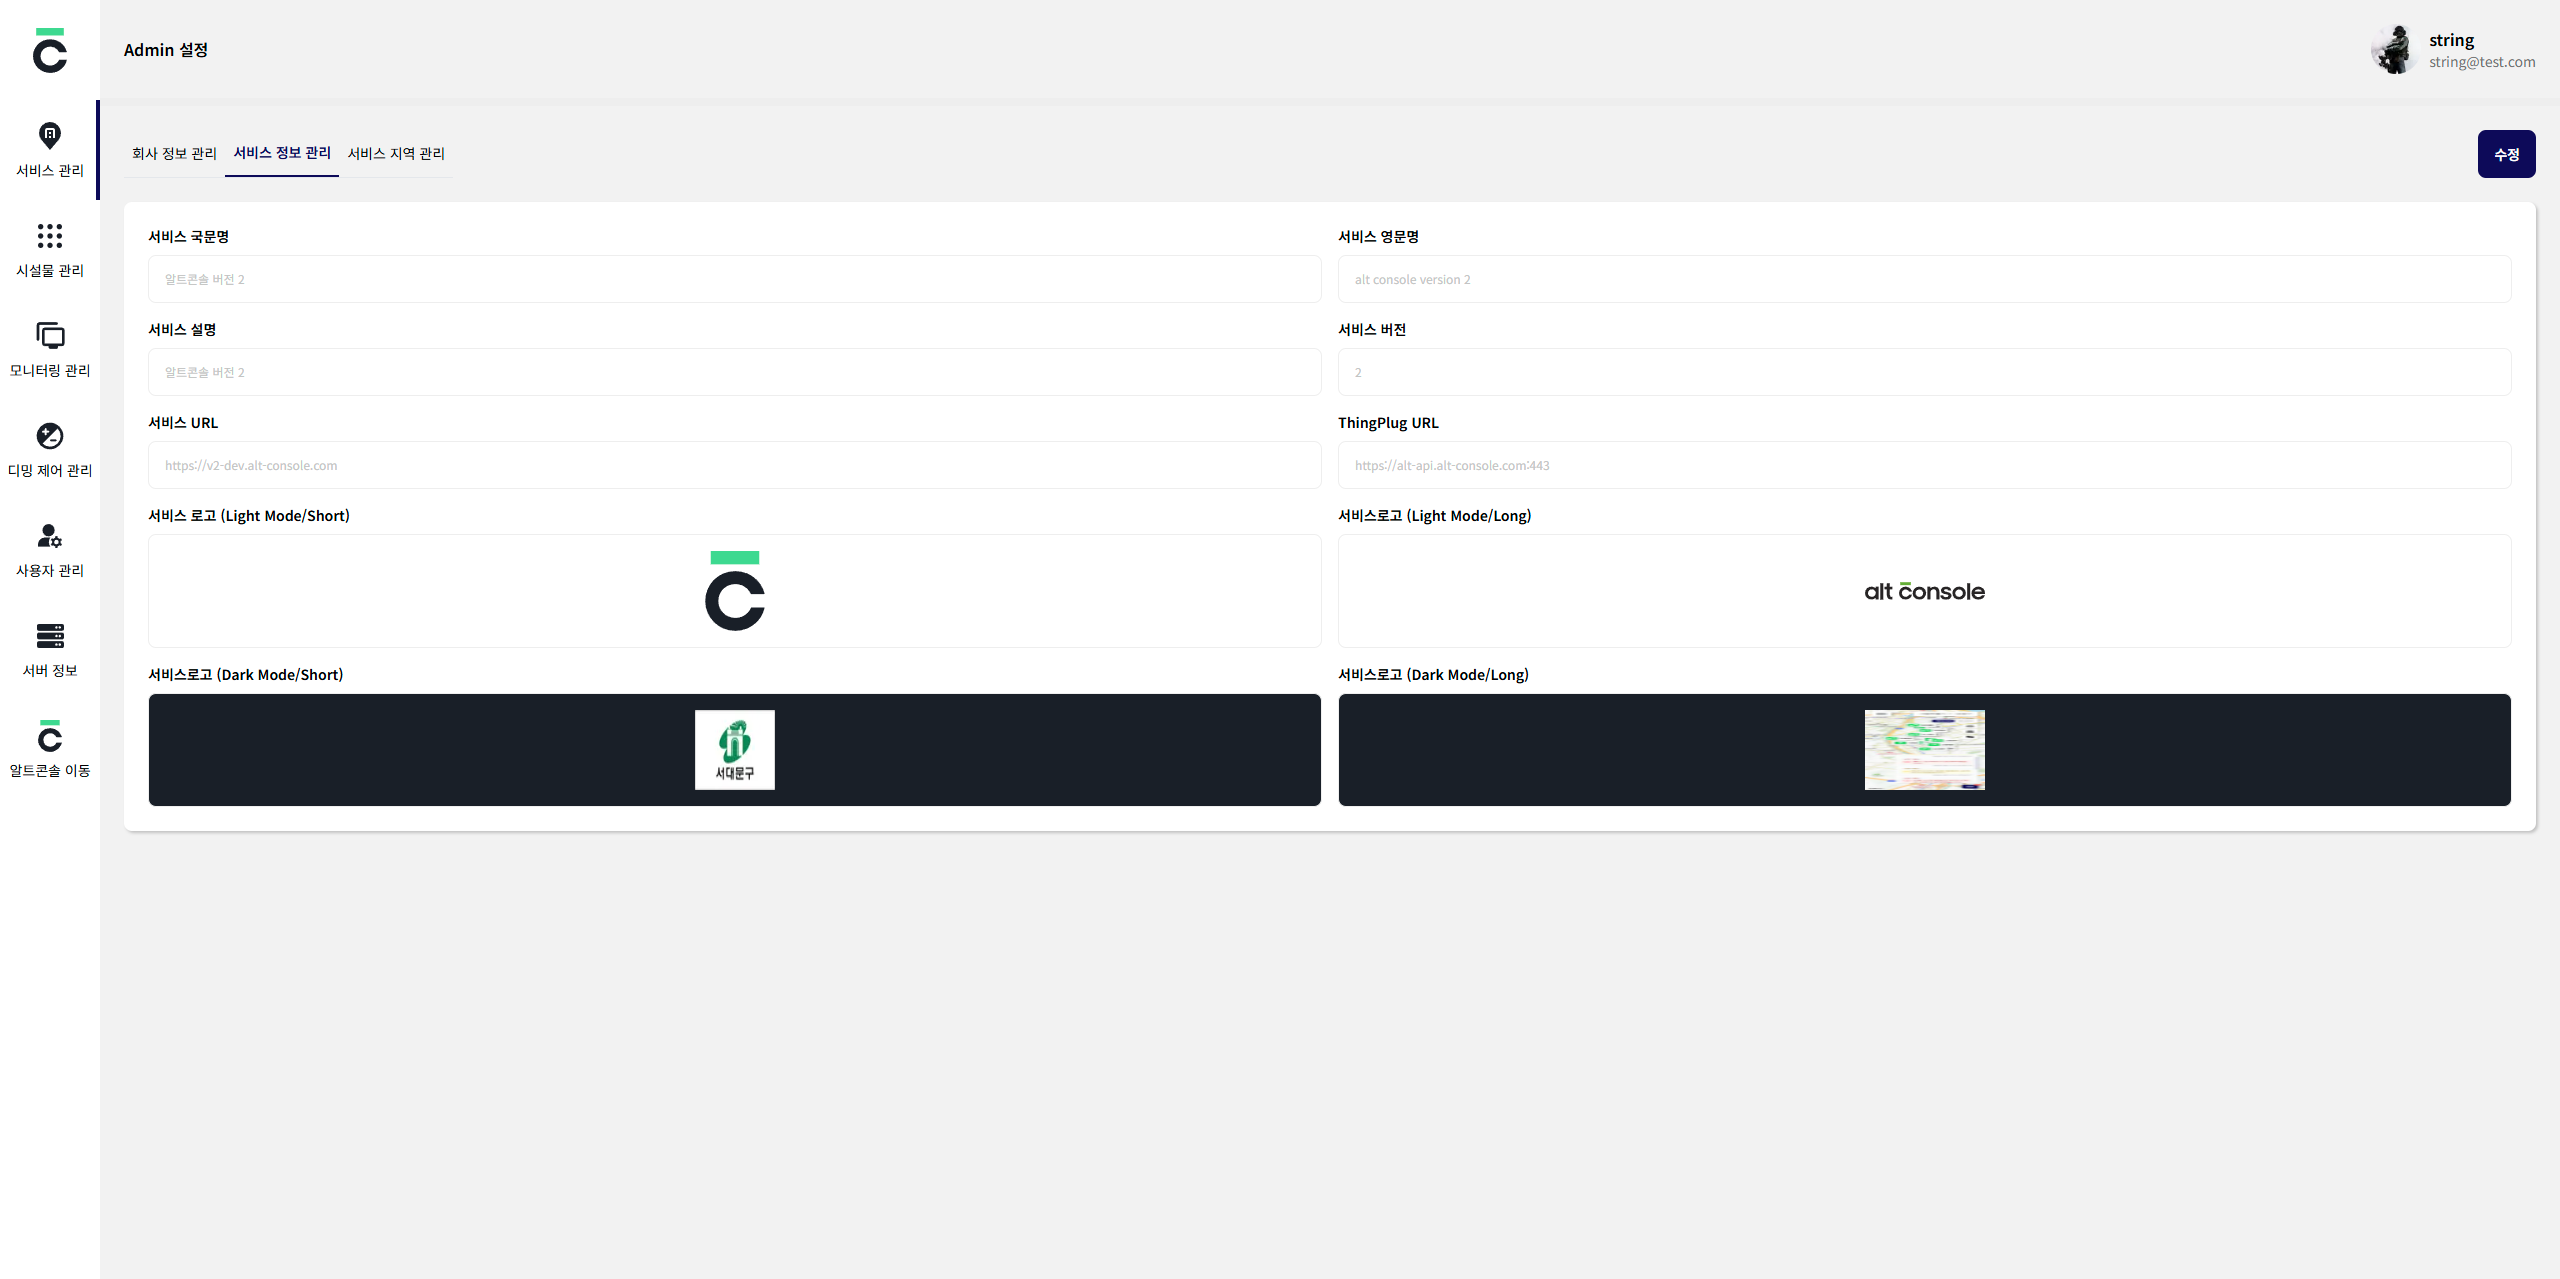 Admin 설정
string
string@test.com
서비스 관리
시설물 관리
모니터링 관리
디밍 제어 관리
사용자 관리
서버 정보
알트콘솔 이동
회사 정보 관리
서비스 정보 관리
서비스 지역 관리
수정
서비스 국문명
알트콘솔 버전 2
서비스 영문명
alt console version 2
서비스 설명
알트콘솔 버전 2
서비스 버전
2
서비스 URL
https://v2-dev.alt-console.com
ThingPlug URL
https://alt-api.alt-console.com:443
서비스 로고 (Light Mode/Short)
서비스로고 (Light Mode/Long)
alt console
서비스로고 (Dark Mode/Short)
서대문구
서비스로고 (Dark Mode/Long)